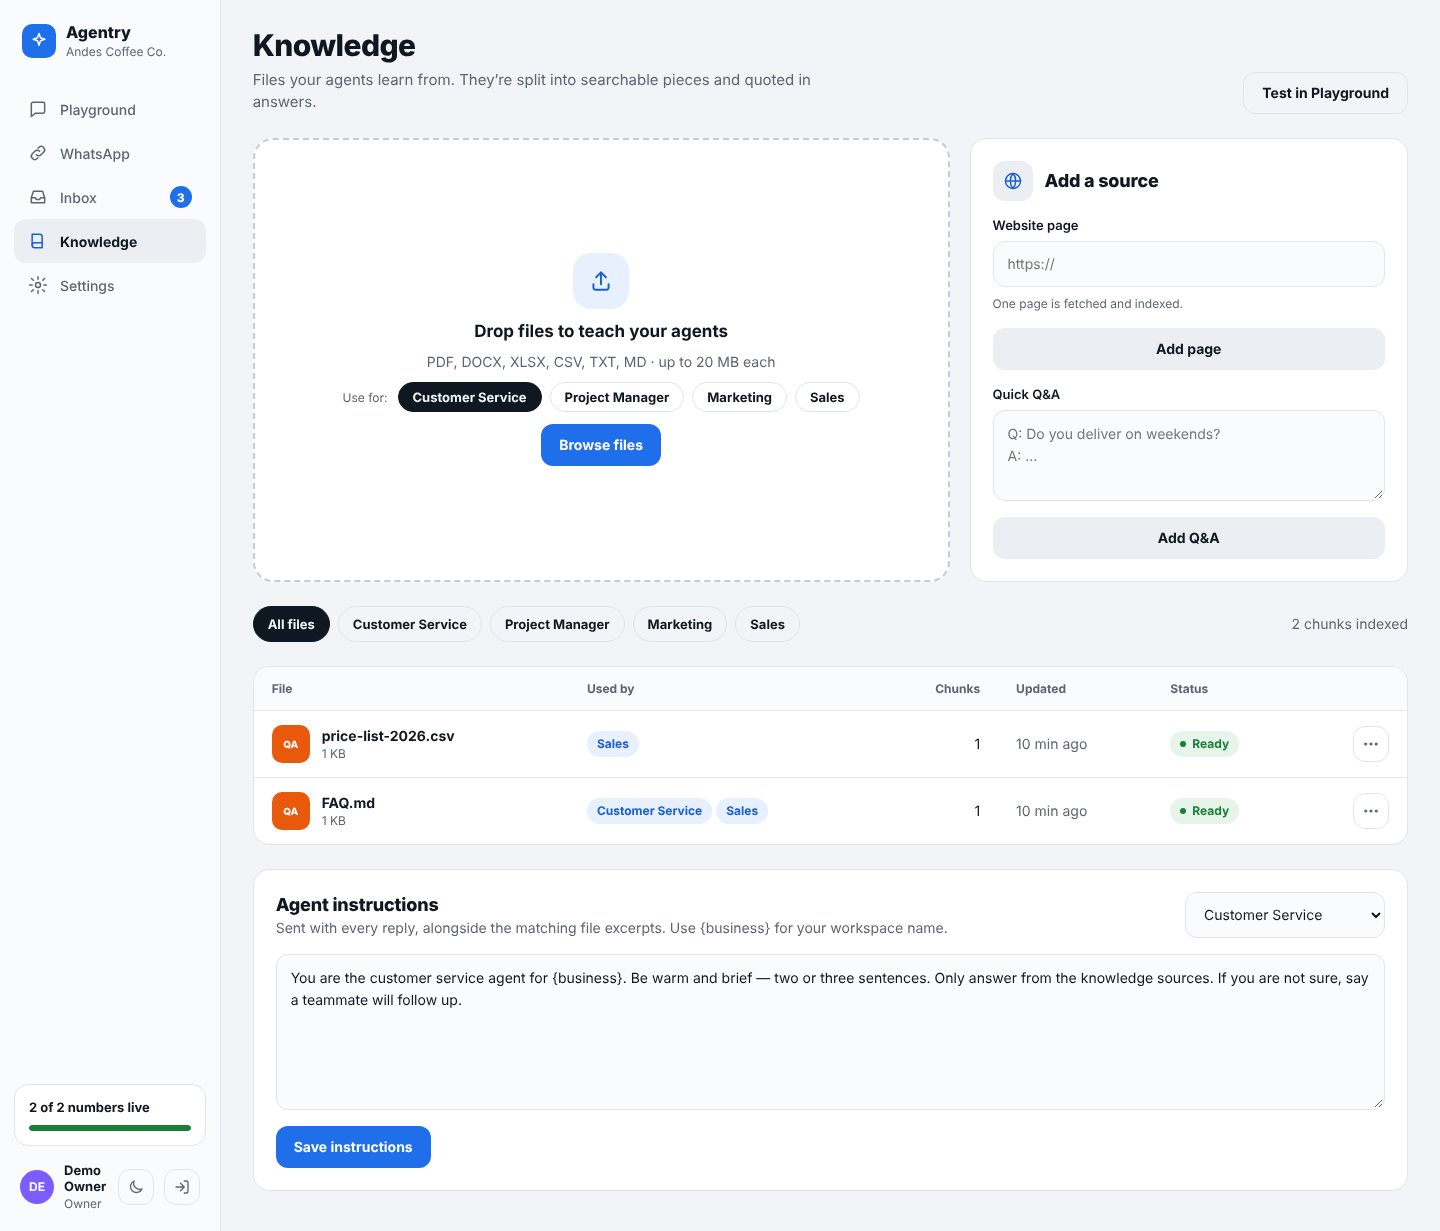 Agentry
Andes Coffee Co.
Playground
WhatsApp
Inbox
3
Knowledge
Settings
2 of 2 numbers live
DE
Demo
Owner
Owner
Knowledge
Files your agents learn from. They’re split into searchable pieces and quoted in
answers.
Test in Playground
Drop files to teach your agents
PDF, DOCX, XLSX, CSV, TXT, MD · up to 20 MB each
Use for: Customer Service Project Manager Marketing Sales
Browse files
Add a source
Website page
https://
One page is fetched and indexed.
Add page
Quick Q&A
Q: Do you deliver on weekends?
A: ...
Add Q&A
All files Customer Service Project Manager Marketing Sales 2 chunks indexed
File Used by Chunks Updated Status
QA price-list-2026.csv Sales 1 10 min ago Ready
1 KB
QA FAQ.md Customer Service Sales 1 10 min ago Ready
1 KB
Agent instructions
Sent with every reply, alongside the matching file excerpts. Use {business} for your workspace name.
Customer Service
You are the customer service agent for {business}. Be warm and brief — two or three sentences. Only answer from the knowledge sources. If you are not sure, say
a teammate will follow up.
Save instructions